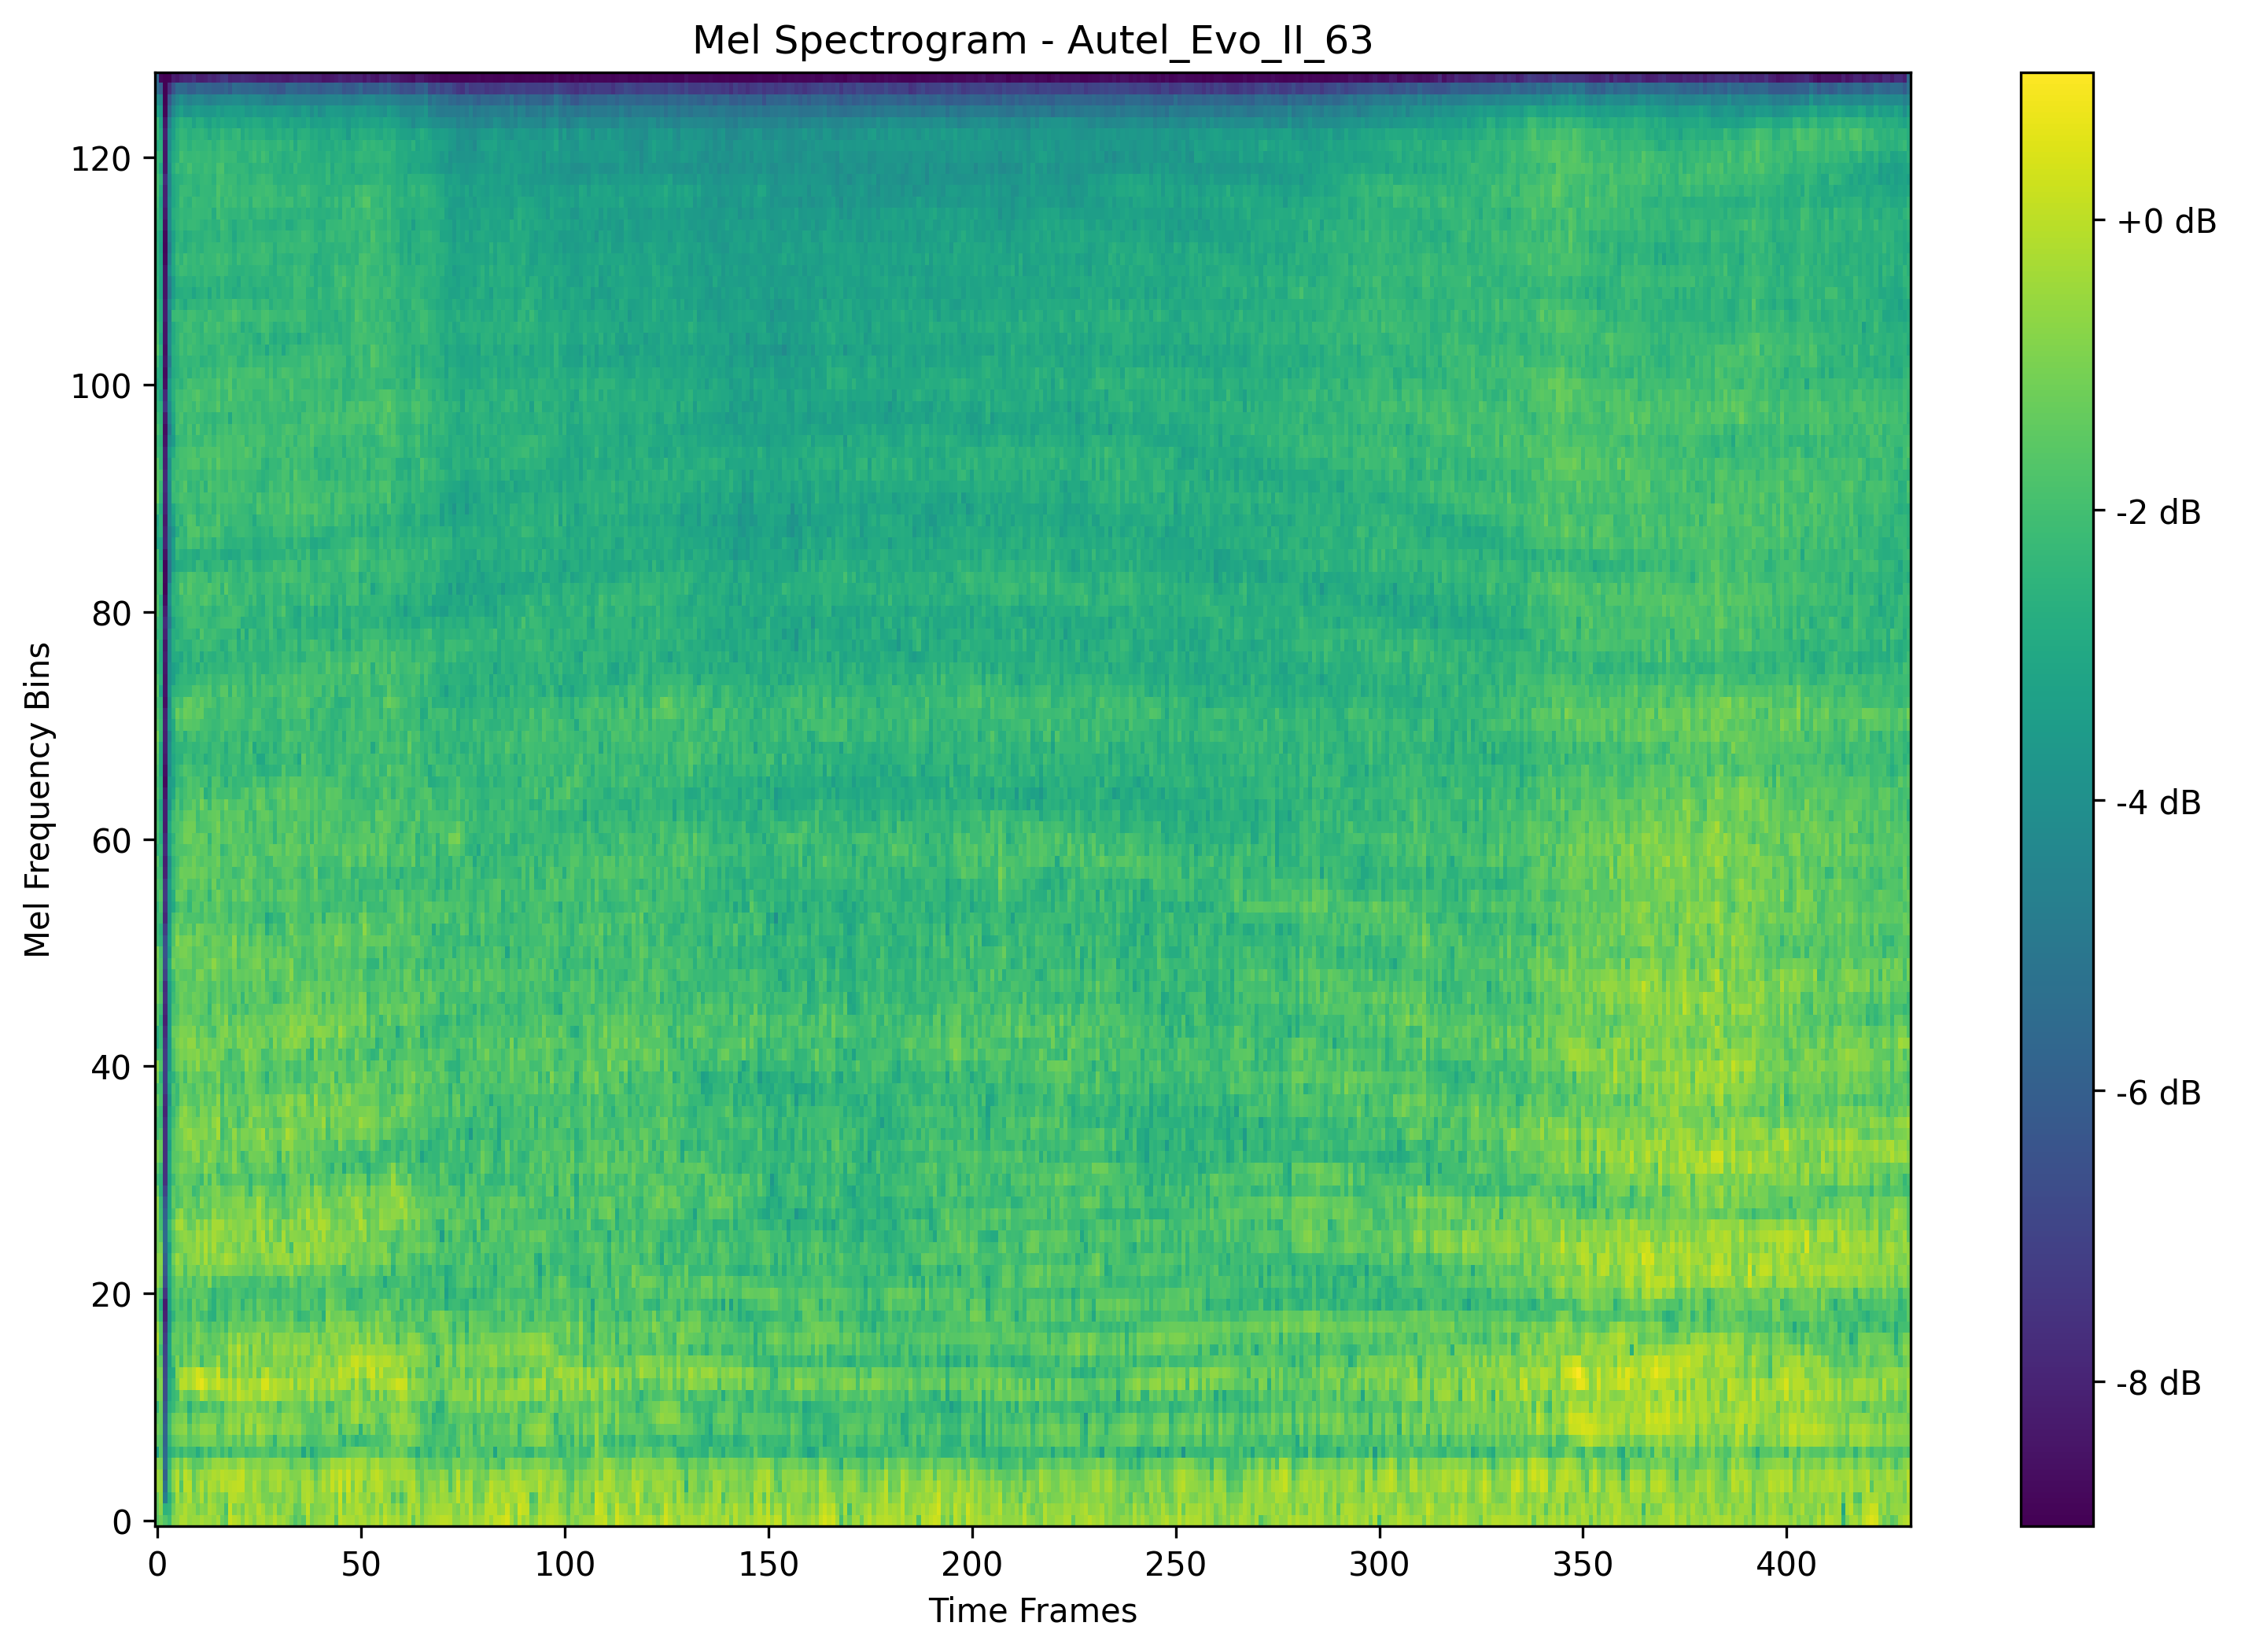 Mel Spectrogram - Autel_Evo_II_63
Mel Frequency Bins
120
100
80
60
40
20
0
0 50 100 150 200 250 300 350 400
Time Frames
+0 dB
-2 dB
-4 dB
-6 dB
-8 dB